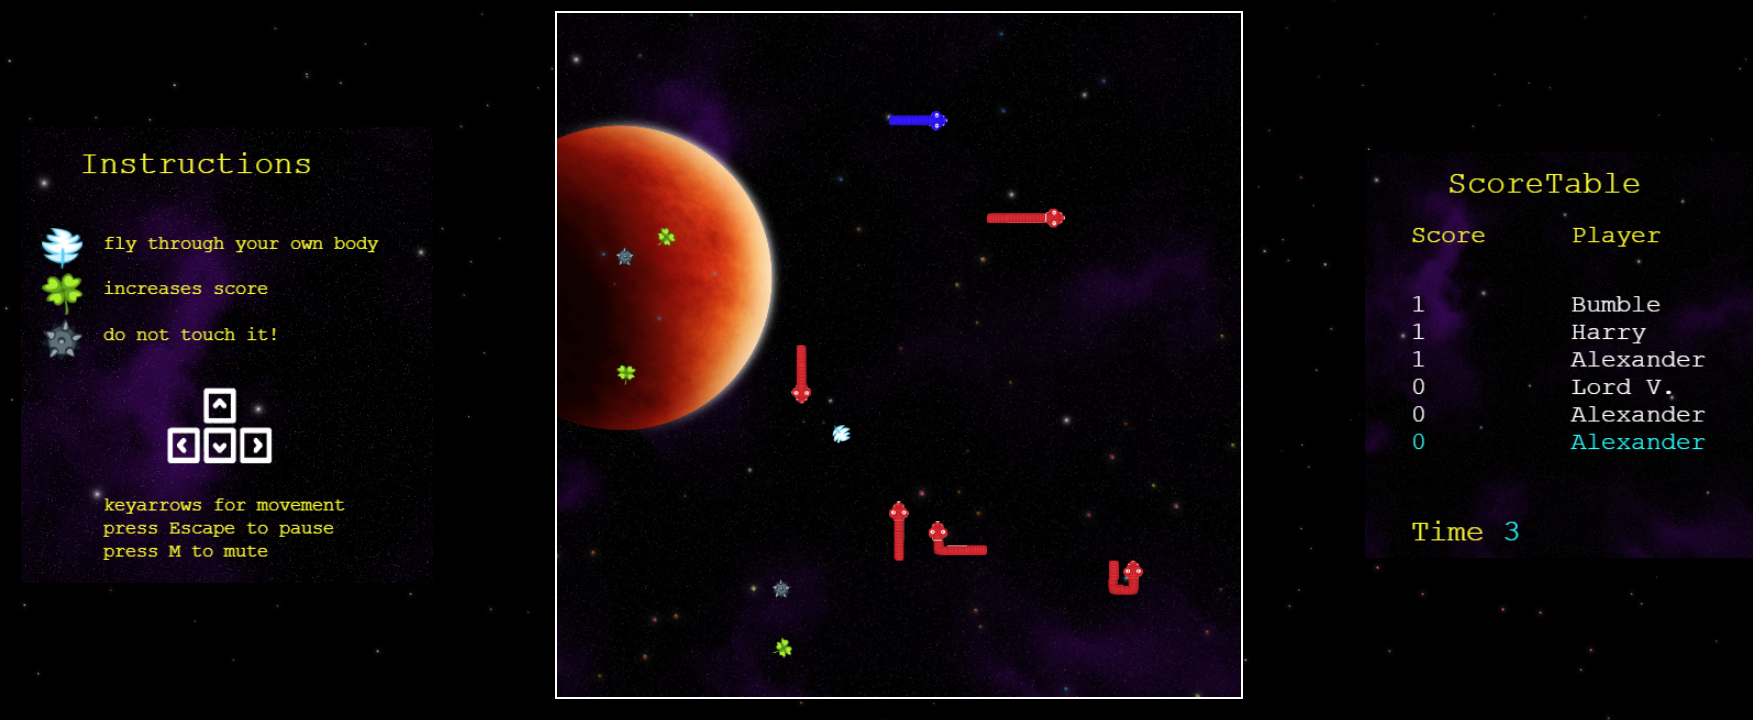 Instructions
fly through your own body
increases score
do not touch it!
keyarrows for movement
press Escape to pause
press M to mute
ScoreTable
Score Player
1 Bumble
1 Harry
1 Alexander
0 Lord V.
0 Alexander
0 Alexander
Time 3